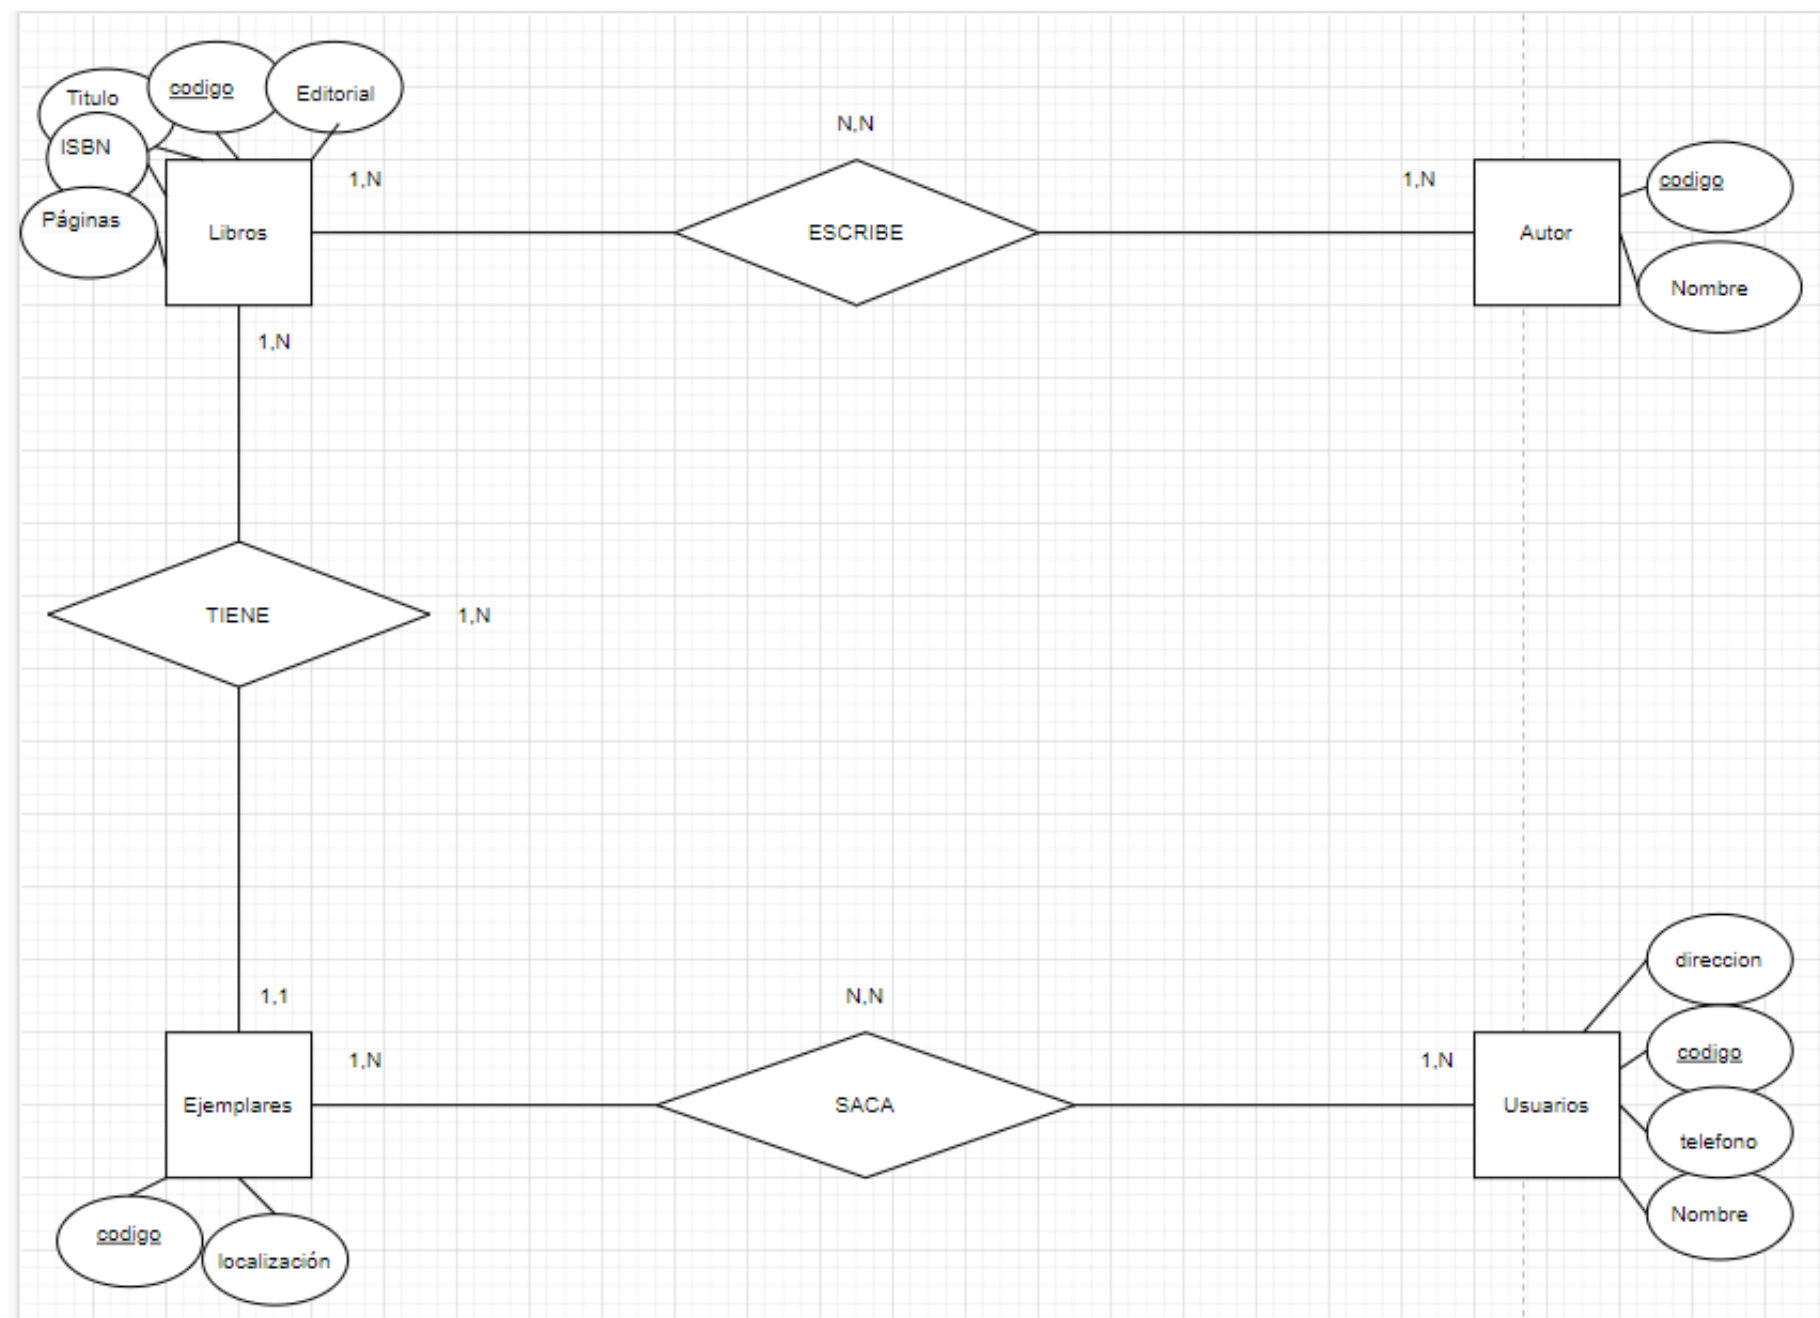 codigo
Editorial
Titulo
ISBN
Páginas
Libros
1,N
N,N
ESCRIBE
1,N
Autor
codigo
Nombre
1,N
TIENE
1,N
1,1
Ejemplares
1,N
N,N
SACA
1,N
Usuarios
direccion
codigo
telefono
Nombre
codigo
localización